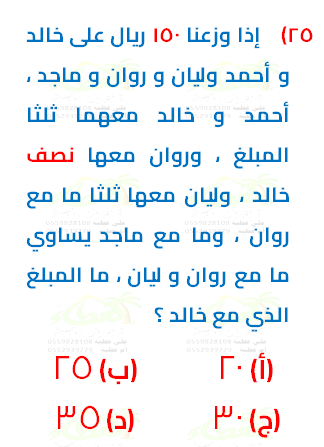 ٢٥) إذا وزعنا ١٥٠ ريال على خالد
و أحمد وليان و روان و ماجد ،
أحمد و خالد معهما ثلثا
المبلغ ، وروان معها نصف
خالد ، وليان معها ثلثا ما مع
روان ، وما مع ماجد يساوي
ما مع روان و ليان ، ما المبلغ
الذي مع خالد ؟
(أ) ٢٠ (ب) ٢٥
(ج) ٣٠ (د) ٣٥